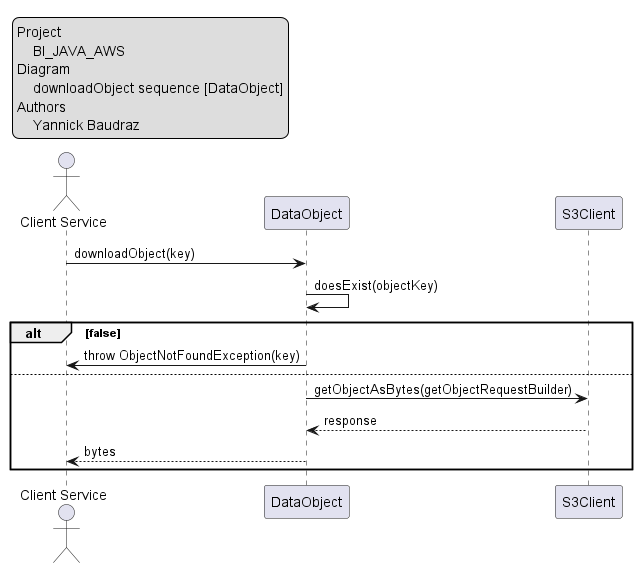 Project
BI_JAVA_AWS
Diagram
downloadObject sequence [DataObject]
Authors
Yannick Baudraz
Client Service
DataObject
S3Client
downloadObject(key)
doesExist(objectKey)
alt [false]
throw ObjectNotFoundException(key)
getObjectAsBytes(getObjectRequestBuilder)
response
bytes
Client Service
DataObject
S3Client